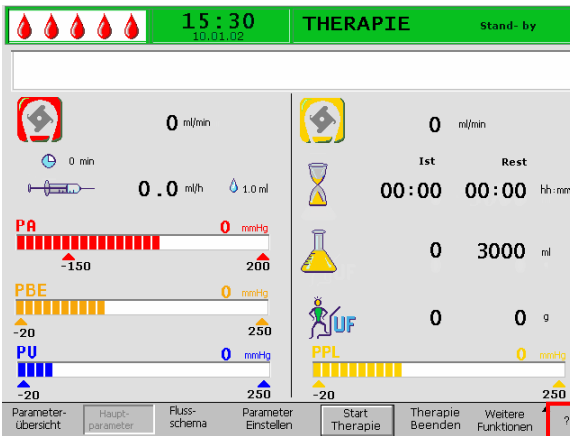 15:30 THERAPIE Stand- by
10.01.02
0 ml/min
0 ml/min
0 min
Ist Rest
0.0 ml/h 1.0 ml
00:00 00:00 hh:mm
PA 0 mmHg
-150 200
0 3000 ml
PBE 0 mmHg
-20 250
UF 0 0 g
PV 0 mmHg
PPL 0 mmHg
-20 250
-20 250
Parameter-übersicht
Haupt-parameter
Fluss-schema
Parameter Einstellen
Start Therapie
Therapie Beenden
Weitere Funktionen
?